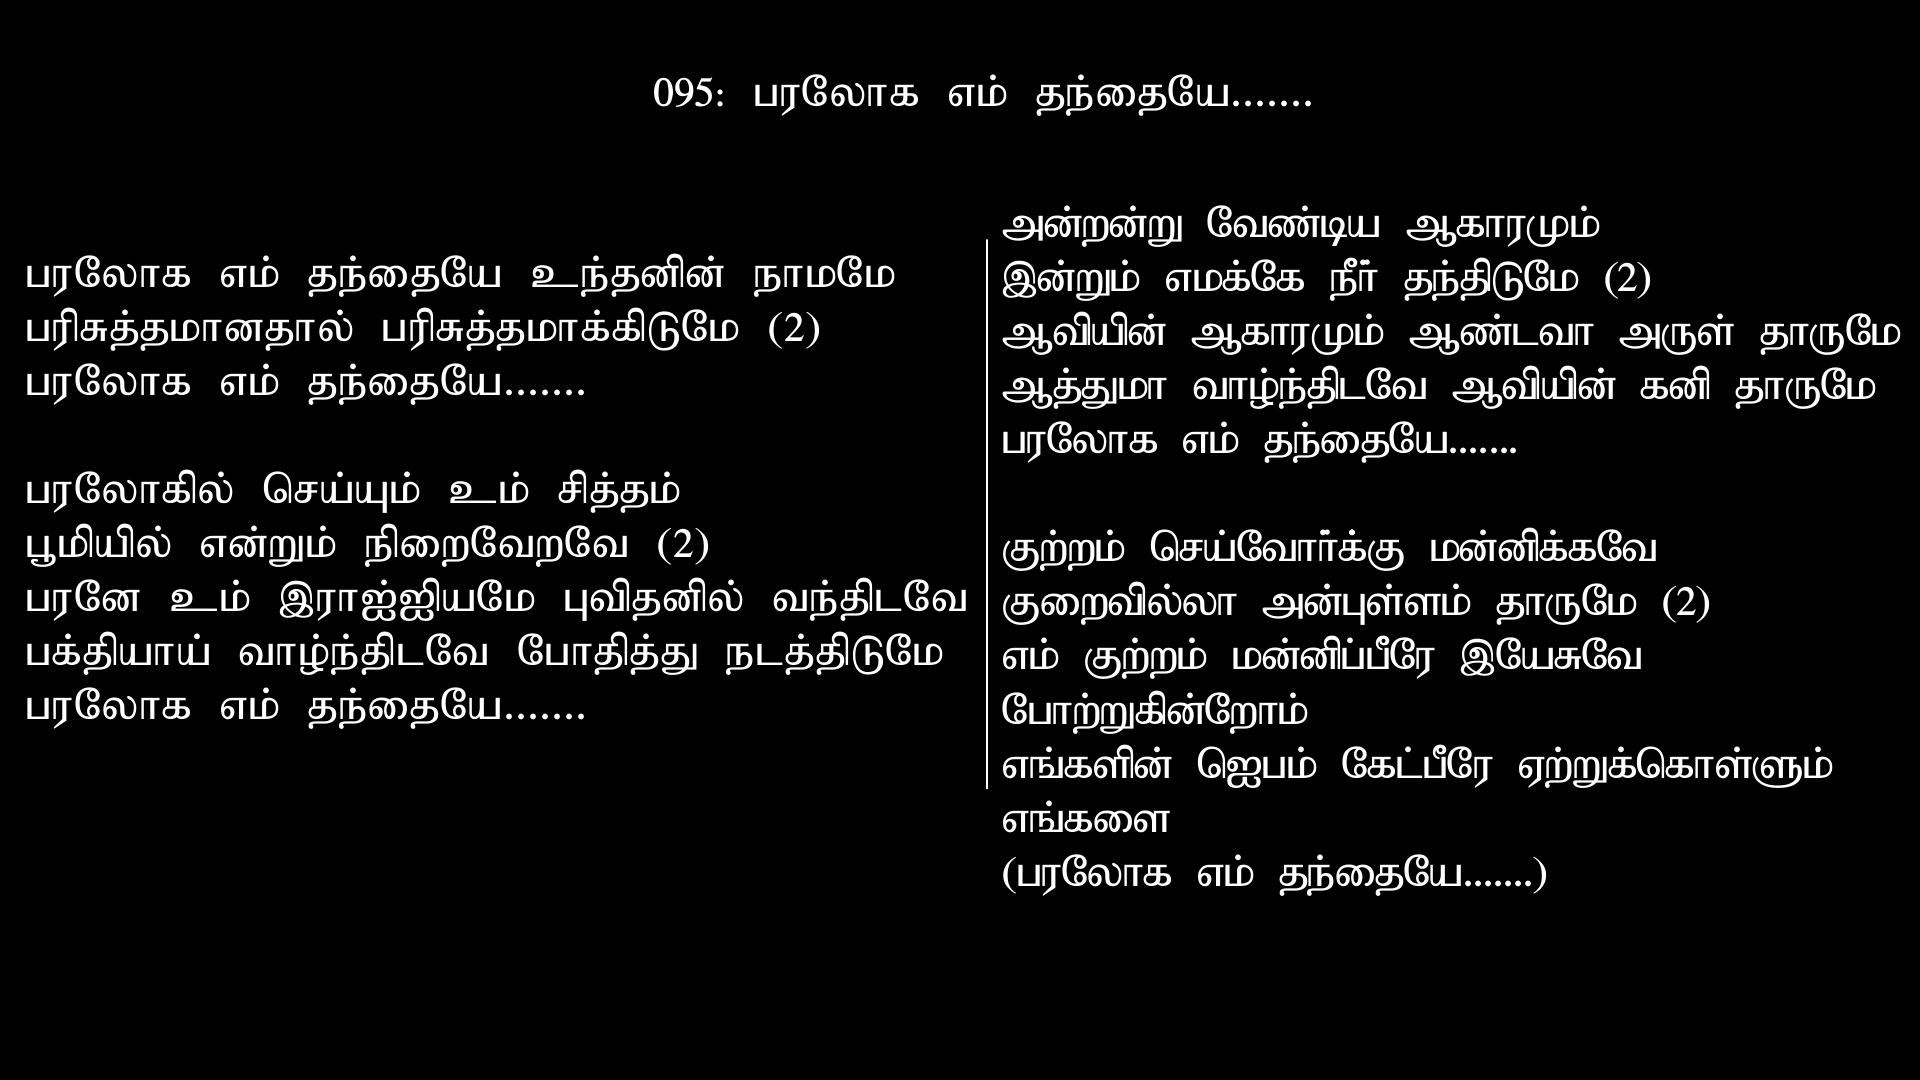 095: பரலோக எம் தந்தையே.......
பரலோக எம் தந்தையே உந்தனின் நாமமே
பரிசுத்தமானதால் பரிசுத்தமாக்கிடுமே (2)
பரலோக எம் தந்தையே.......
பரலோகில் செய்யும் உம் சித்தம்
பூமியில் என்றும் நிறைவேறவே (2)
பரனே உம் இராஜ்ஜியமே புவிதனில் வந்திடவே
பக்தியாய் வாழ்ந்திடவே போதித்து நடத்திடுமே
பரலோக எம் தந்தையே.......
அன்றன்று வேண்டிய ஆகாரமும்
இன்றும் எமக்கே நீர் தந்திடுமே (2)
ஆவியின் ஆகாரமும் ஆண்டவா அருள் தாருமே
ஆத்துமா வாழ்ந்திடவே ஆவியின் கனி தாருமே
பரலோக எம் தந்தையே.......
குற்றம் செய்வோர்க்கு மன்னிக்கவே
குறைவில்லா அன்புள்ளம் தாருமே (2)
எம் குற்றம் மன்னிப்பீரே இயேசுவே
போற்றுகின்றோம்
எங்களின் ஜெபம் கேட்பீரே ஏற்றுக்கொள்ளும்
எங்களை
(பரலோக எம் தந்தையே.......)